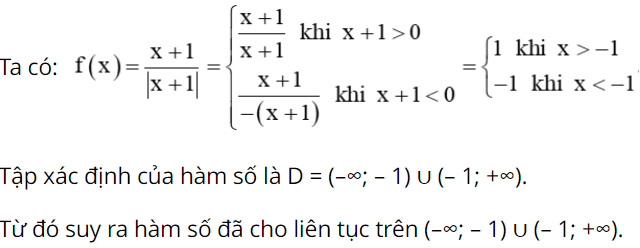 Ta có: f(x) = \frac{x+1}{|x+1|} = \begin{cases} \frac{x+1}{x+1} \text{ khi } x+1>0 \\ \frac{x+1}{-(x+1)} \text{ khi } x+1<0 \end{cases} = \begin{cases} 1 \text{ khi } x>-1 \\ -1 \text{ khi } x<-1 \end{cases}
Tập xác định của hàm số là D = (–∞; – 1) ∪ (– 1; +∞).
Từ đó suy ra hàm số đã cho liên tục trên (–∞; – 1) ∪ (– 1; +∞).